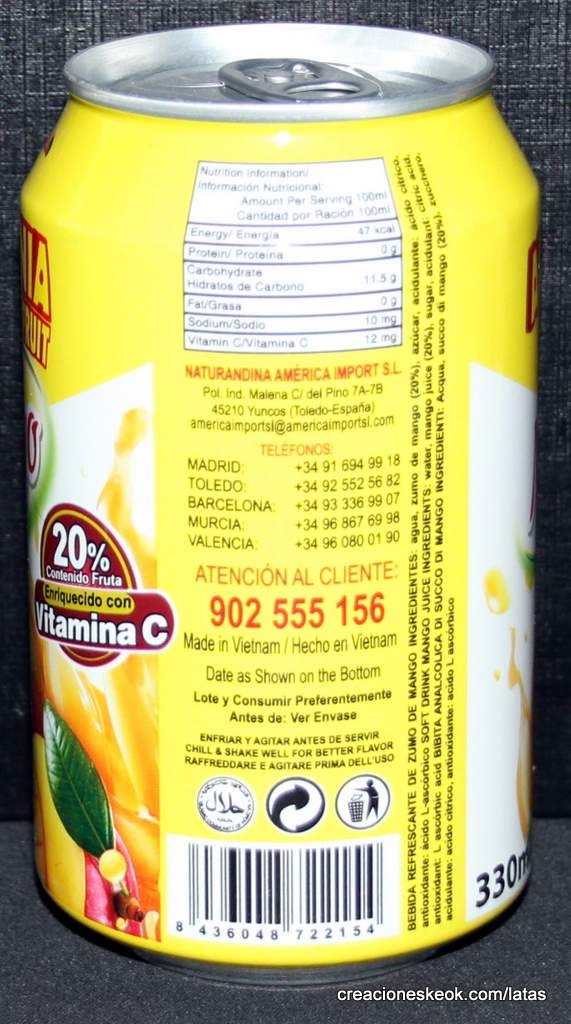 NA
FRUIT
20%
Contenido Fruta
Enriquecido con
Vitamina C
Nutrition Information/
Información Nutricional:
Amount Per Serving 100ml
Cantidad por Ración 100ml
Energy/ Energía 47 kcal
Protein/ Proteína 0 g
Carbohydrate
Hidratos de Carbono 11.5 g
Fat/Grasa 0 g
Sodium/Sodio 10 mg
Vitamin C/Vitamina C 12 mg
NATURANDINA AMÉRICA IMPORT S.L.
Pol. Ind. Malena C/ del Pino 7A-7B
45210 Yuncos (Toledo-España)
americaimportsl@americaimportsl.com
TELÉFONOS:
MADRID: +34 91 694 99 18
TOLEDO: +34 92 552 56 82
BARCELONA: +34 93 336 99 07
MURCIA: +34 96 867 69 98
VALENCIA: +34 96 080 01 90
ATENCIÓN AL CLIENTE:
902 555 156
Made in Vietnam / Hecho en Vietnam
Date as Shown on the Bottom
Lote y Consumir Preferentemente
Antes de: Ver Envase
ENFRIAR Y AGITAR ANTES DE SERVIR
CHILL & SHAKE WELL FOR BETTER FLAVOR
RAFFREDDARE E AGITARE PRIMA DELL'USO
حلال
HALAL
8 436048 722154
BEBIDA REFRESCANTE DE ZUMO DE MANGO INGREDIENTES: agua, zumo de mango (20%), azúcar, acidulante: ácido cítrico,
antioxidante: ácido L-ascórbico SOFT DRINK MANGO JUICE INGREDIENTS: water, mango juice (20%), sugar, acidulant: citric acid,
antioxidant: L ascorbic acid BIBITA ANALCOLICA DI SUCCO DI MANGO INGREDIENTI: Acqua, succo di mango (20%), zucchero,
acidulante: acido citrico, antiossidante: acido L ascórbico
330m
creacioneskeok.com/latas